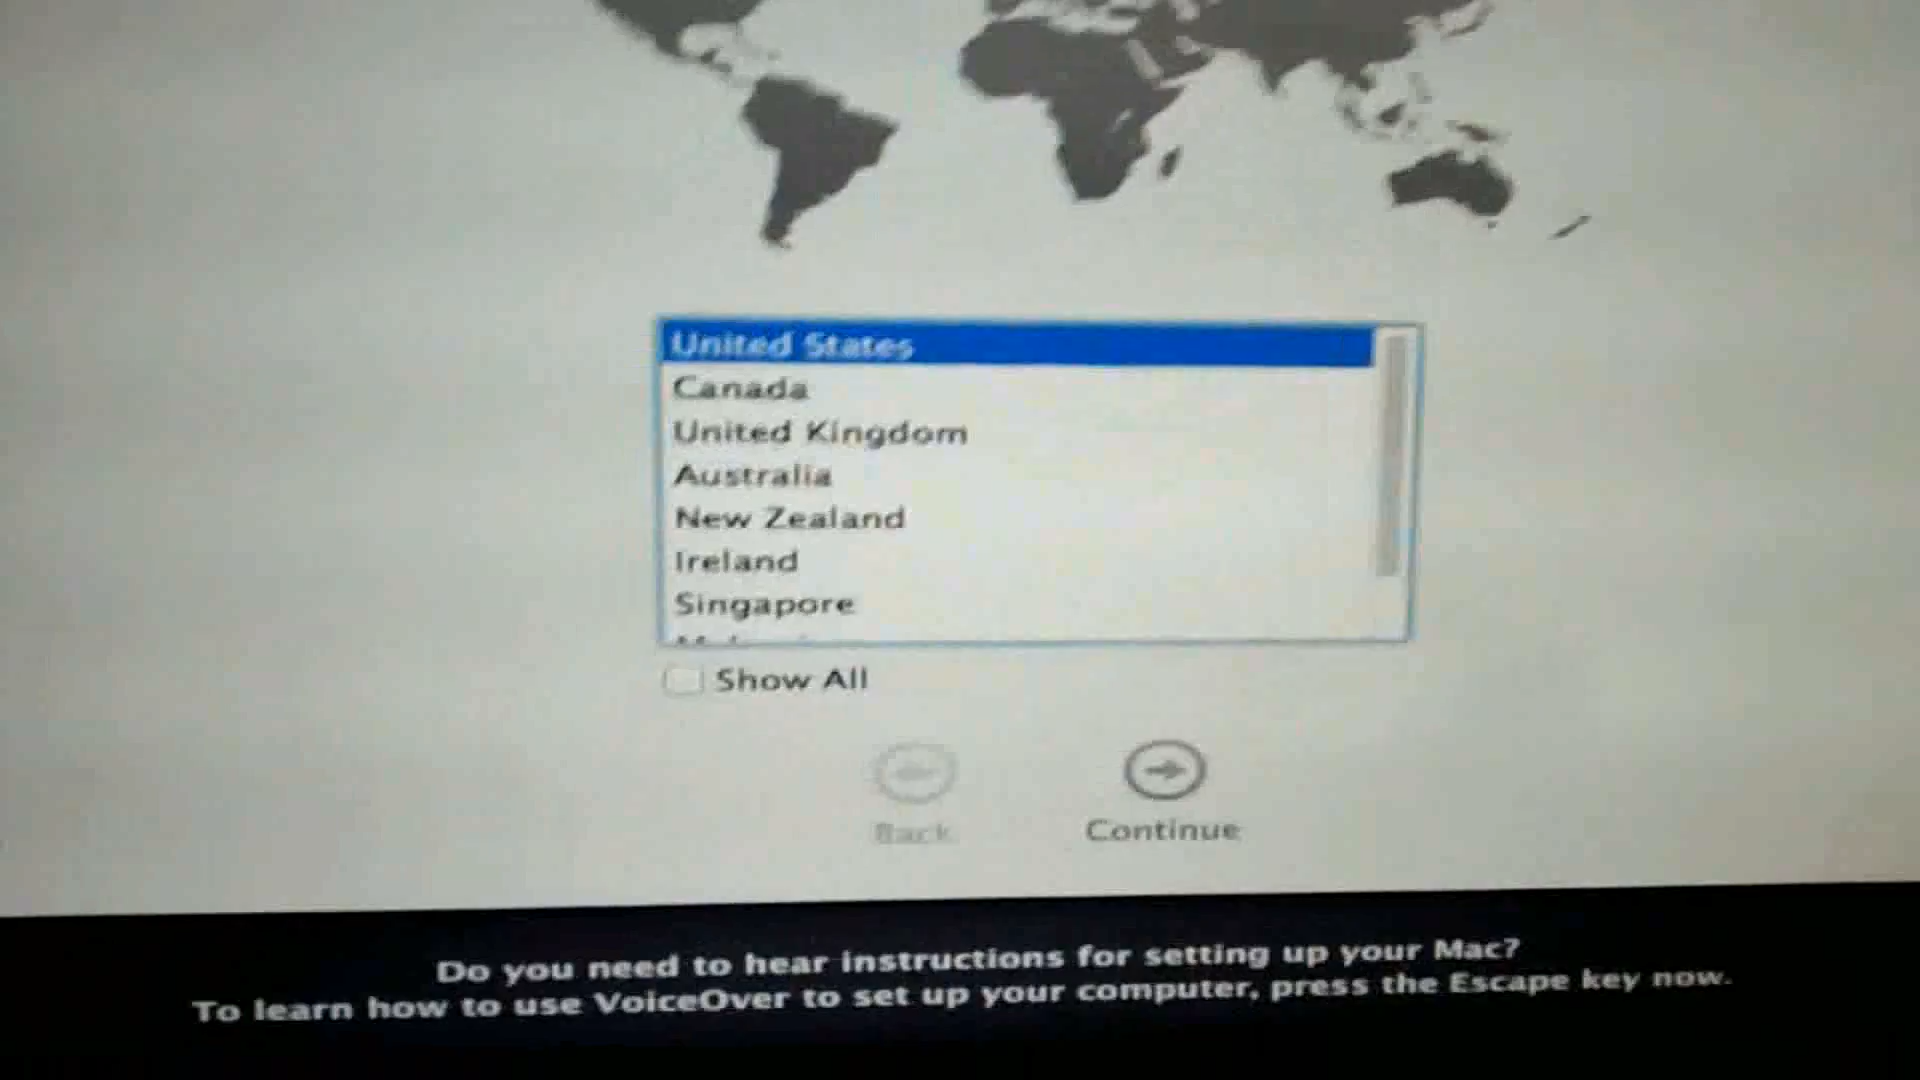 United States
Canada
United Kingdom
Australia
New Zealand
Ireland
Singapore
Show All
Back
Continue
Do you need to hear instructions for setting up your Mac?
To learn how to use VoiceOver to set up your computer, press the Escape key now.